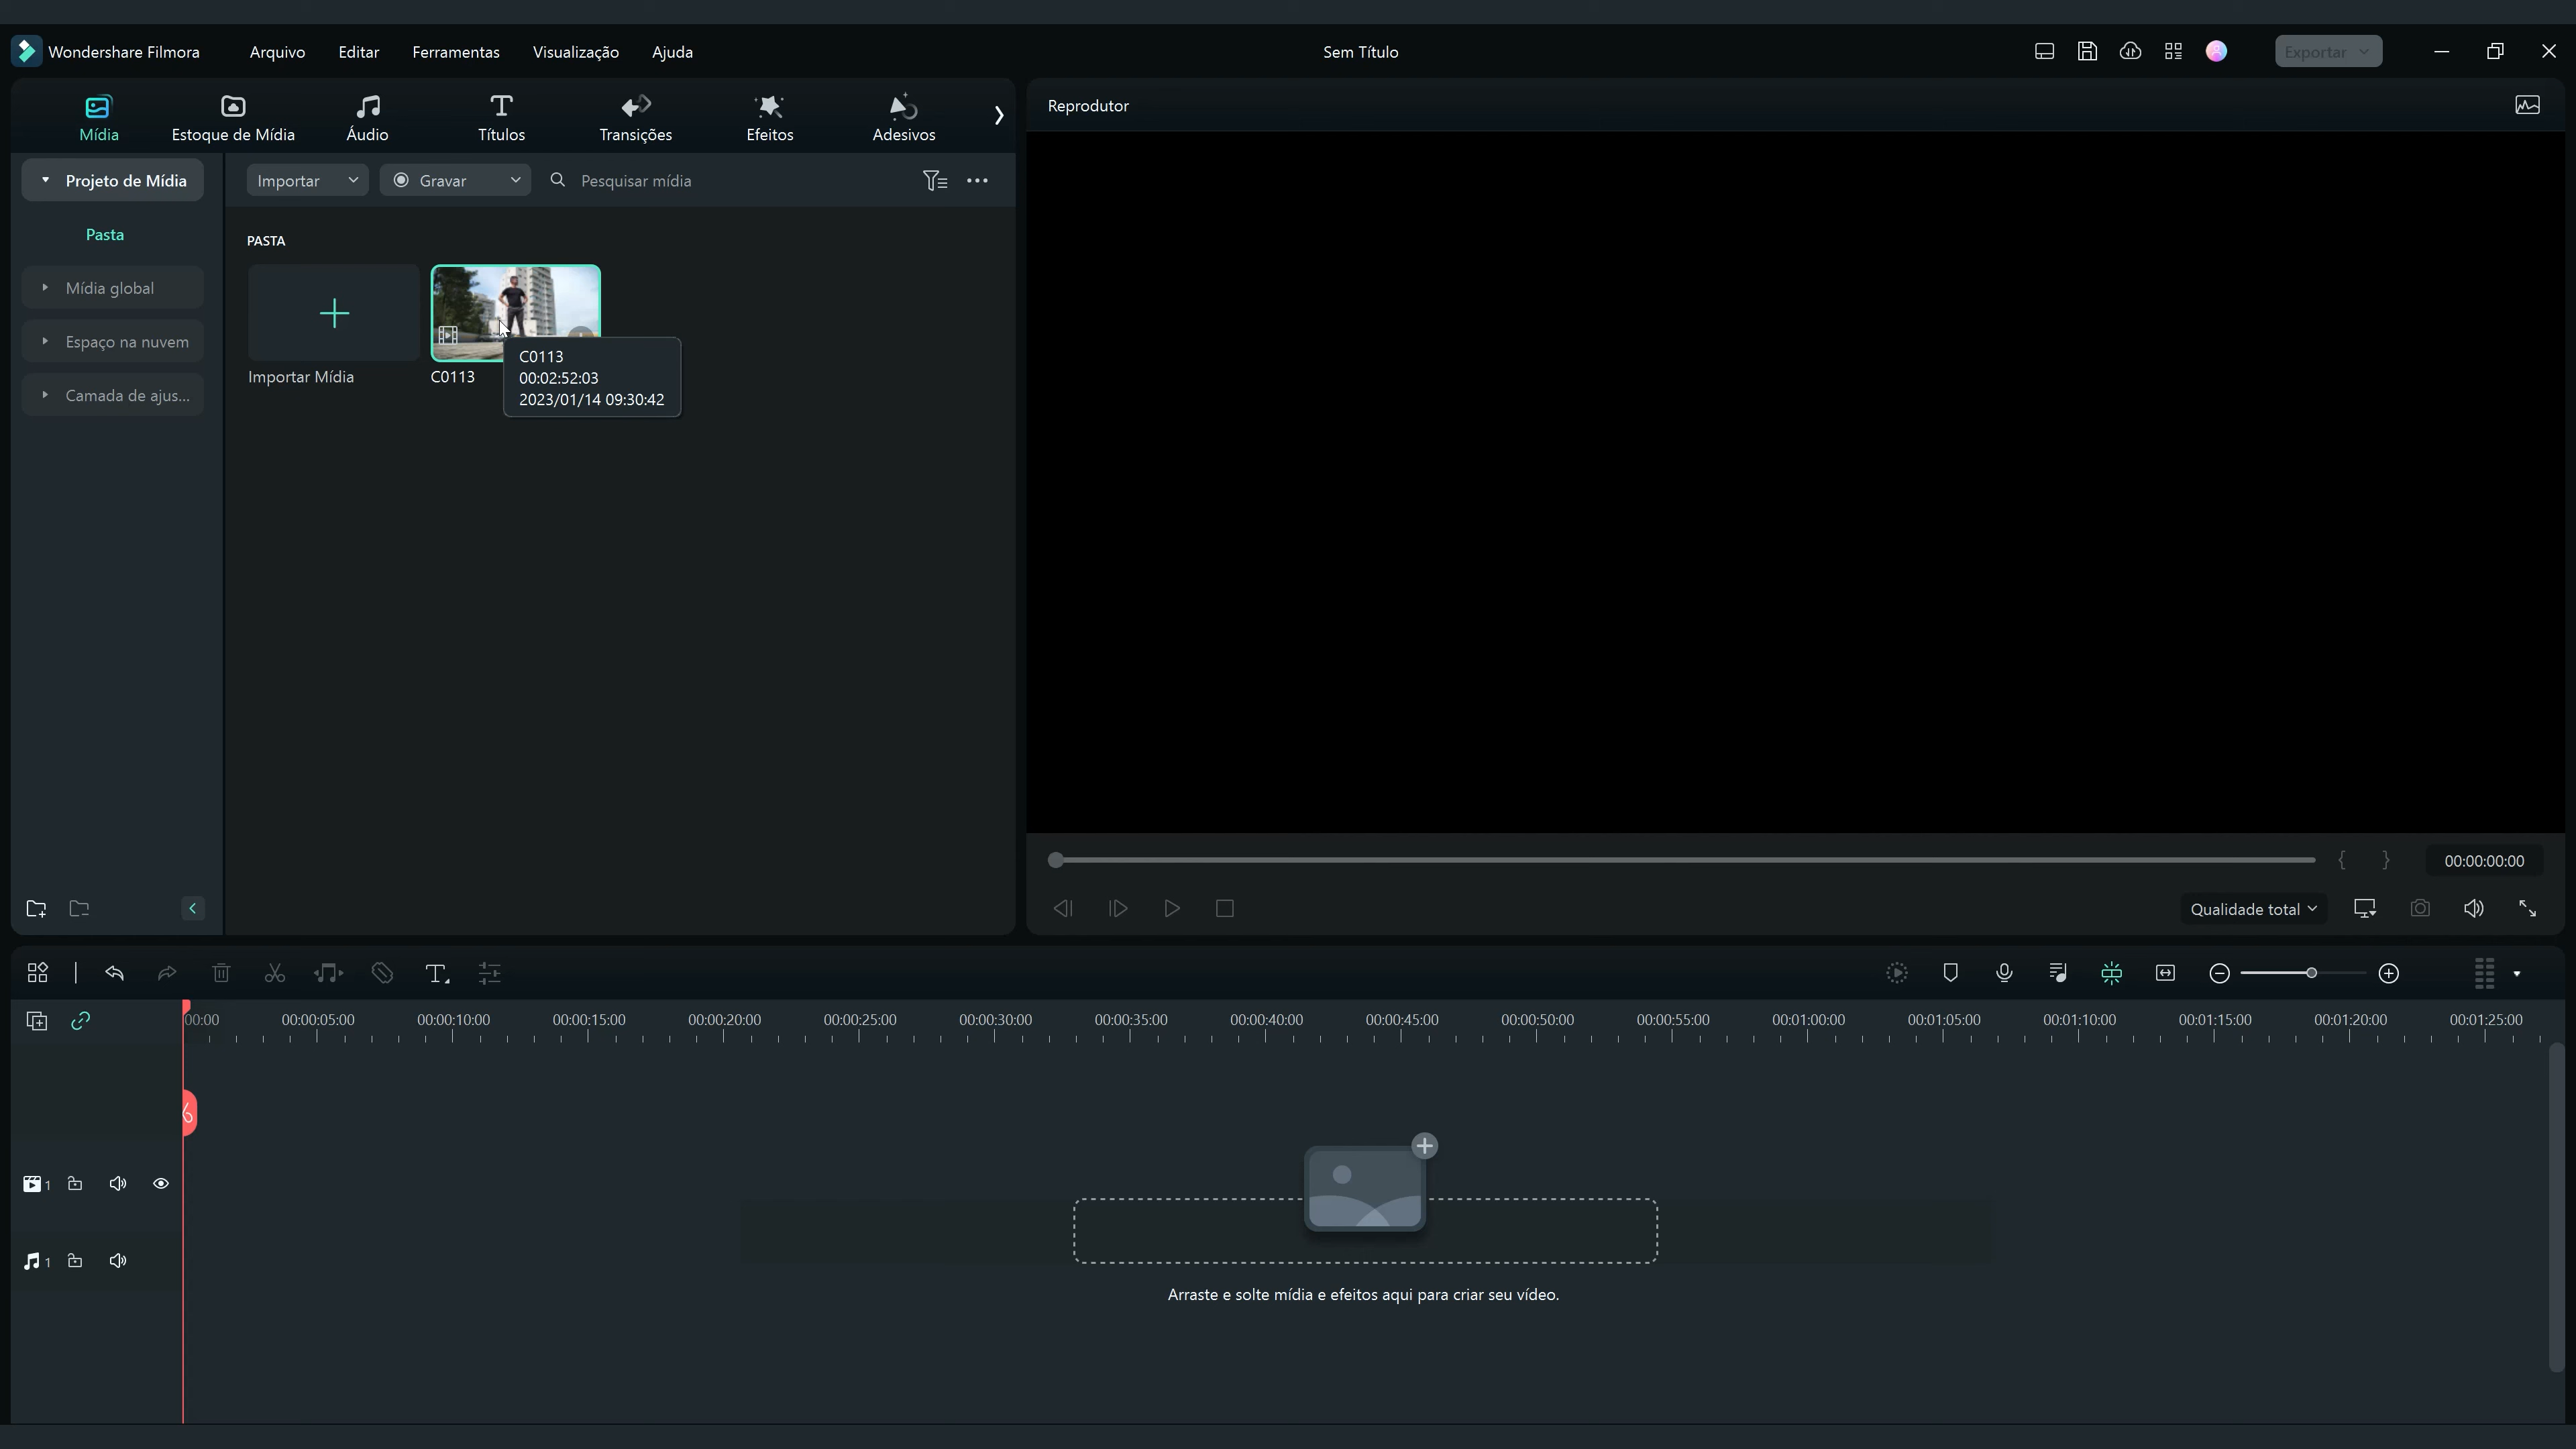 Wondershare Filmora
Arquivo
Editar
Ferramentas
Visualização
Ajuda
Sem Título
Exportar
Mídia
Estoque de Mídia
Áudio
Títulos
Transições
Efeitos
Adesivos
Reprodutor
Projeto de Mídia
Importar
Gravar
Pesquisar mídia
Pasta
Mídia global
Espaço na nuvem
Camada de ajus...
PASTA
Importar Mídia
C0113
C0113
00:02:52:03
2023/01/14 09:30:42
00:00:00:00
Qualidade total
00:00
00:00:05:00
00:00:10:00
00:00:15:00
00:00:20:00
00:00:25:00
00:00:30:00
00:00:35:00
00:00:40:00
00:00:45:00
00:00:50:00
00:00:55:00
00:01:00:00
00:01:05:00
00:01:10:00
00:01:15:00
00:01:20:00
00:01:25:00
1
1
Arraste e solte mídia e efeitos aqui para criar seu vídeo.